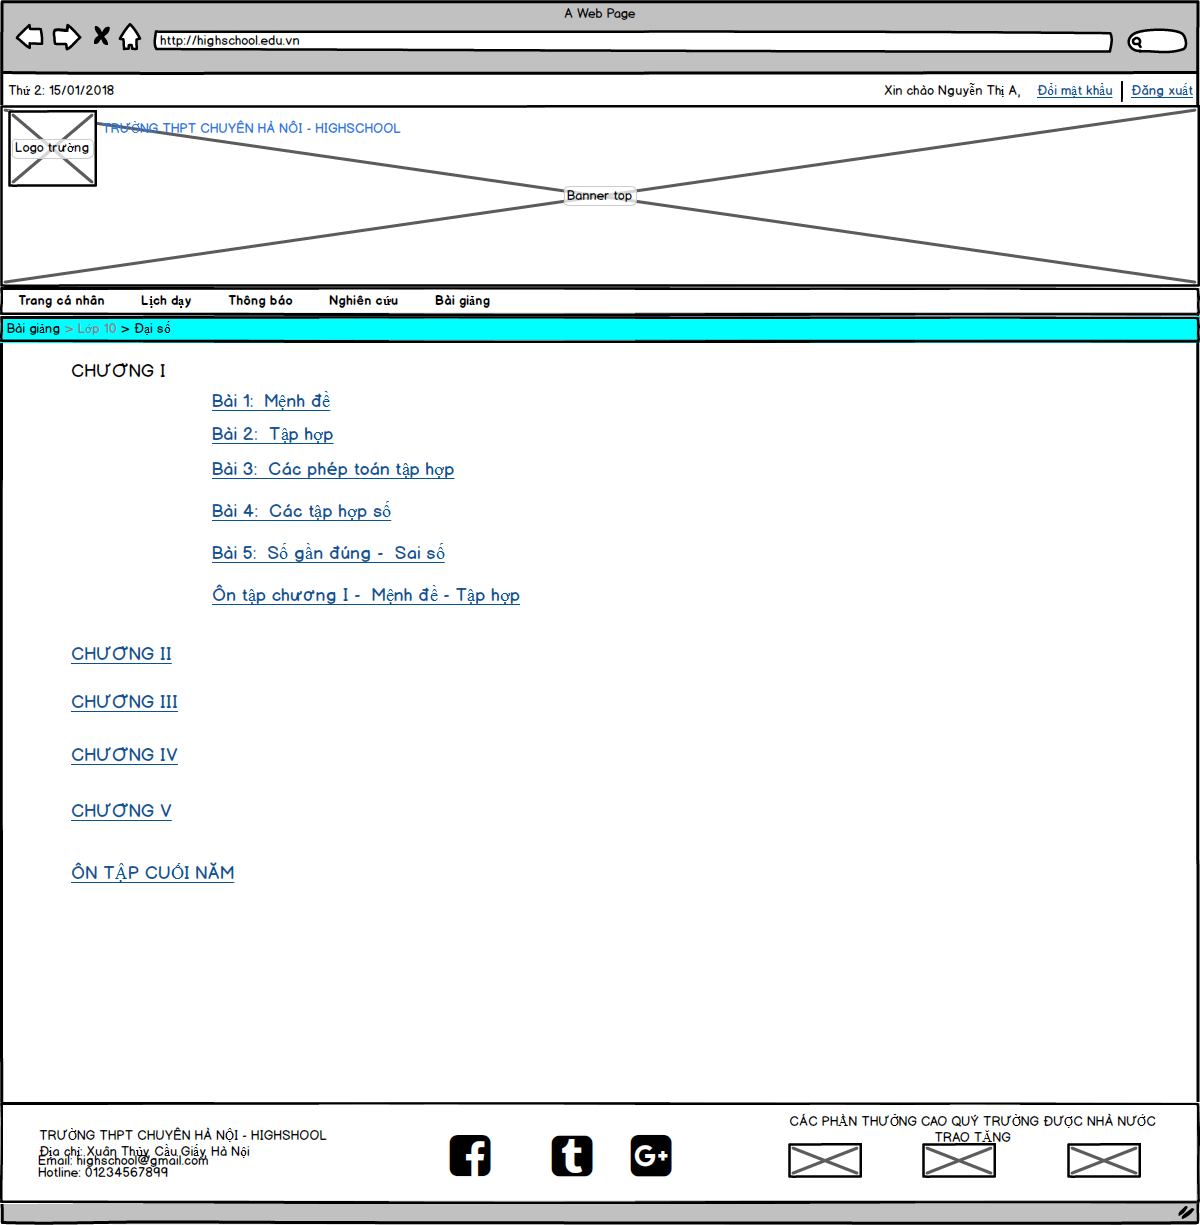 A Web Page
http://highschool.edu.vn
Thứ 2: 15/01/2018
Xin chào Nguyễn Thị A,
Đổi mật khẩu
Đăng xuất
TRƯỜNG THPT CHUYÊN HÀ NỘI - HIGHSCHOOL
Logo trường
Banner top
Trang cá nhân
Lịch dạy
Thông báo
Nghiên cứu
Bài giảng
Bài giảng > Lớp 10 > Đại số
CHƯƠNG I
Bài 1: Mệnh đề
Bài 2: Tập hợp
Bài 3: Các phép toán tập hợp
Bài 4: Các tập hợp số
Bài 5: Số gần đúng - Sai số
Ôn tập chương I - Mệnh đề - Tập hợp
CHƯƠNG II
CHƯƠNG III
CHƯƠNG IV
CHƯƠNG V
ÔN TẬP CUỐI NĂM
TRƯỜNG THPT CHUYÊN HÀ NỘI - HIGHSHOOL
Địa chỉ: Xuân Thủy, Cầu Giấy, Hà Nội
Email: highschool@gmail.com
Hotline: 01234567899
f
t
G+
CÁC PHẦN THƯỞNG CAO QUÝ TRƯỜNG ĐƯỢC NHÀ NƯỚC
TRAO TẶNG